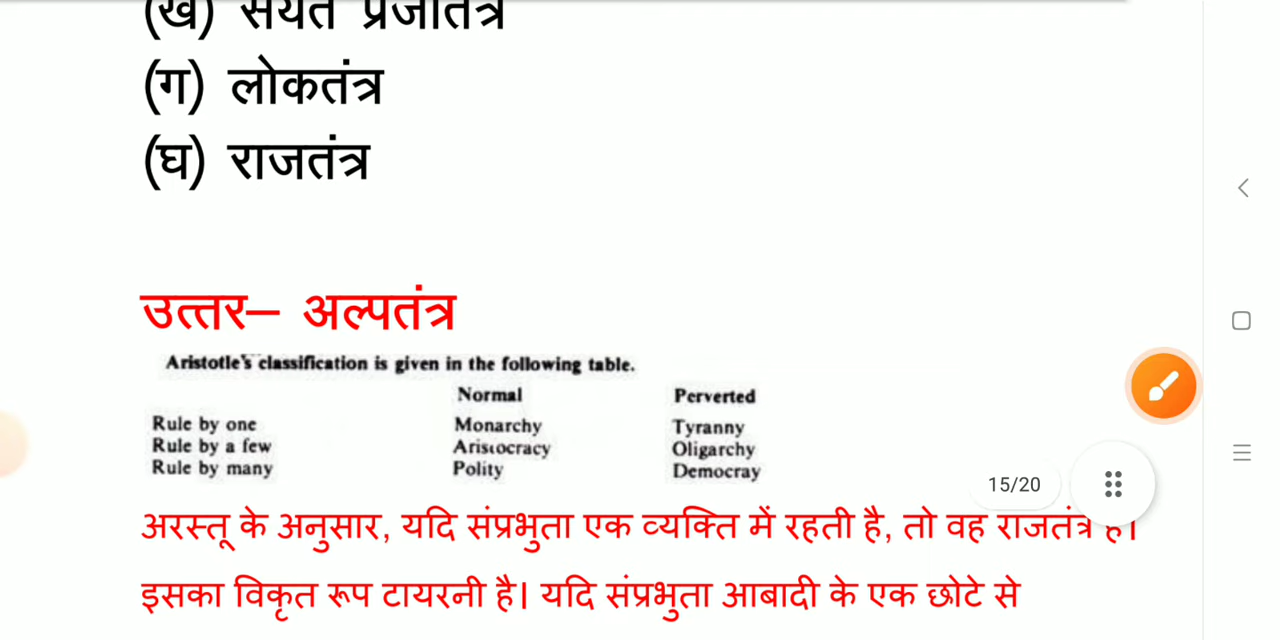 (ख) संयत प्रजातंत्र
(ग) लोकतंत्र
(घ) राजतंत्र
उत्तर– अल्पतंत्र
Aristotle's classification is given in the following table.
Normal Perverted
Rule by one Monarchy Tyranny
Rule by a few Aristocracy Oligarchy
Rule by many Polity Democray
15/20
अरस्तू के अनुसार, यदि संप्रभुता एक व्यक्ति में रहती है, तो वह राजतंत्र है।
इसका विकृत रूप टायरनी है। यदि संप्रभुता आबादी के एक छोटे से